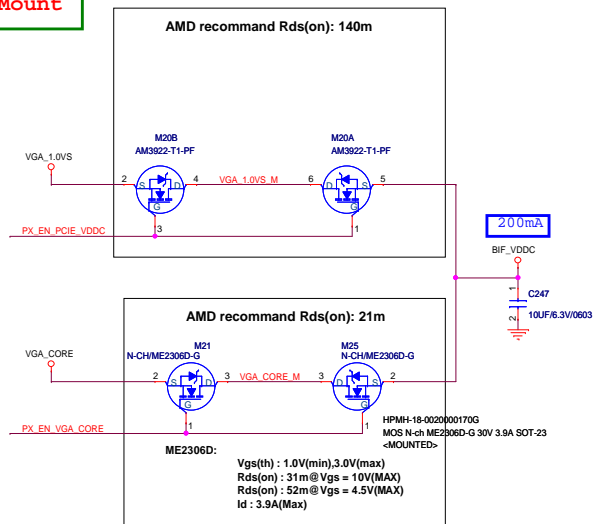 Mount
AMD recommand Rds(on): 140m
M20B
AM3922-T1-PF
M20A
AM3922-T1-PF
VGA_1.0VS
2 S D 4
VGA_1.0VS_M
6 D S 5
G
G
PX_EN_PCIE_VDDC
3
1
200mA
BIF_VDDC
1
C247
2
10UF/6.3V/0603
AMD recommand Rds(on): 21m
M21
N-CH/ME2306D-G
M25
N-CH/ME2306D-G
VGA_CORE
2 S D 3
VGA_CORE_M
3 D S 2
G
G
PX_EN_VGA_CORE
1
1
HPMH-18-0020000170G
MOS N-ch ME2306D-G 30V 3.9A SOT-23
<MOUNTED>
ME2306D:
Vgs(th) : 1.0V(min),3.0V(max)
Rds(on) : 31m@Vgs = 10V(MAX)
Rds(on) : 52m@Vgs = 4.5V(MAX)
Id : 3.9A(Max)